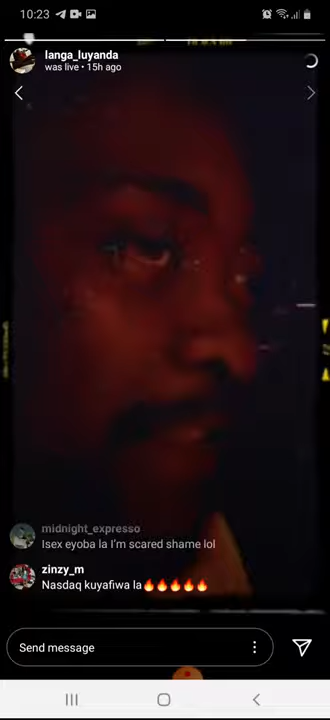 10:23
langa_luyanda
was live • 15h ago
midnight_expresso
Isex eyoba la I'm scared shame lol
zinzy_m
Nasdaq kuyafiwa la🔥🔥🔥🔥🔥
Send message